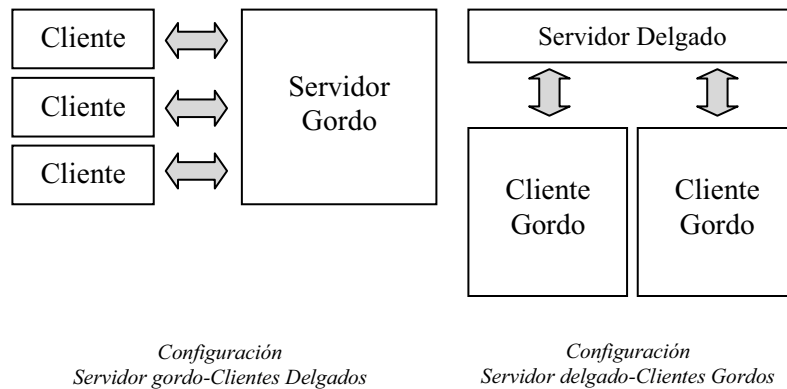 Cliente
Cliente
Cliente
Servidor
Gordo
Configuración
Servidor gordo-Clientes Delgados
Servidor Delgado
Cliente
Gordo
Cliente
Gordo
Configuración
Servidor delgado-Clientes Gordos